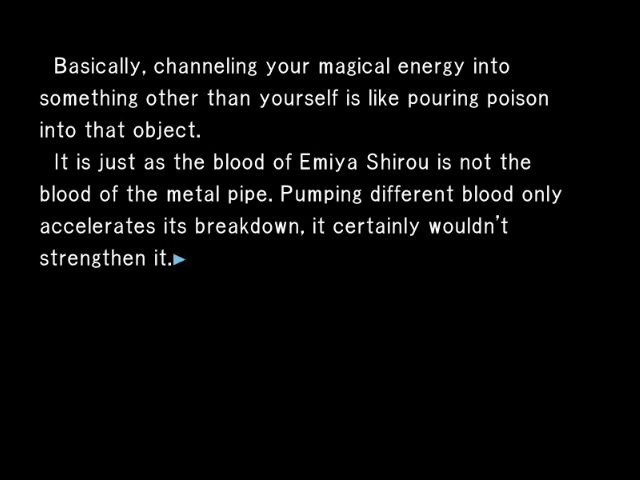 Basically, channeling your magical energy into
something other than yourself is like pouring poison
into that object.
It is just as the blood of Emiya Shirou is not the
blood of the metal pipe. Pumping different blood only
accelerates its breakdown, it certainly wouldn't
strengthen it.